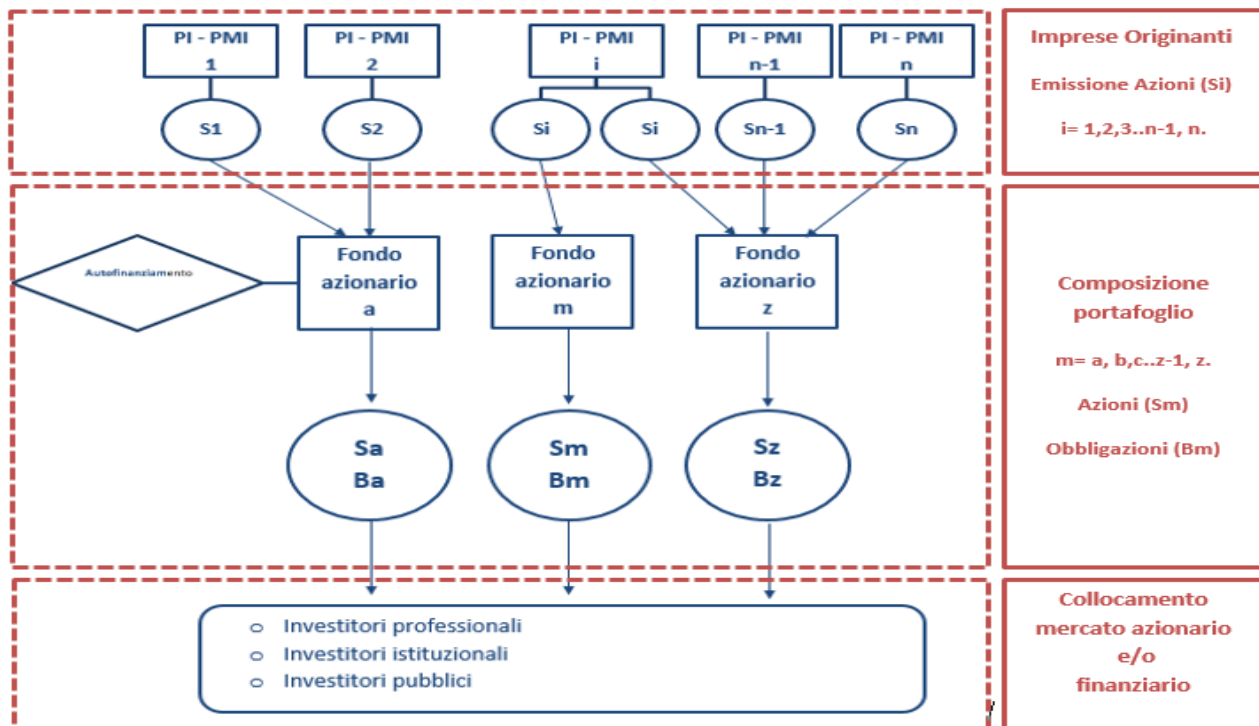 PI - PMI
1
PI - PMI
2
PI - PMI
i
PI - PMI
n-1
PI - PMI
n
S1
S2
Si
Si
Sn-1
Sn
Imprese Originanti
Emissione Azioni (Si)
i= 1,2,3..n-1, n.
Autofinanziamento
Fondo
azionario
a
Fondo
azionario
m
Fondo
azionario
z
Sa
Ba
Sm
Bm
Sz
Bz
Composizione
portafoglio
m= a, b,c..z-1, z.
Azioni (Sm)
Obbligazioni (Bm)
o Investitori professionali
o Investitori istituzionali
o Investitori pubblici
Collocamento
mercato azionario
e/o
finanziario